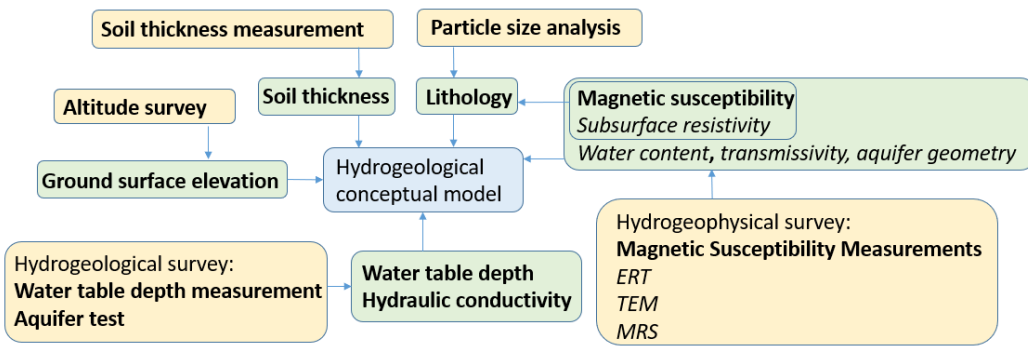 Soil thickness measurement
Particle size analysis
Altitude survey
Soil thickness
Lithology
Magnetic susceptibility
Subsurface resistivity
Water content, transmissivity, aquifer geometry
Ground surface elevation
Hydrogeological
conceptual model
Hydrogeological survey:
Water table depth measurement
Aquifer test
Water table depth
Hydraulic conductivity
Hydrogeophysical survey:
Magnetic Susceptibility Measurements
ERT
TEM
MRS